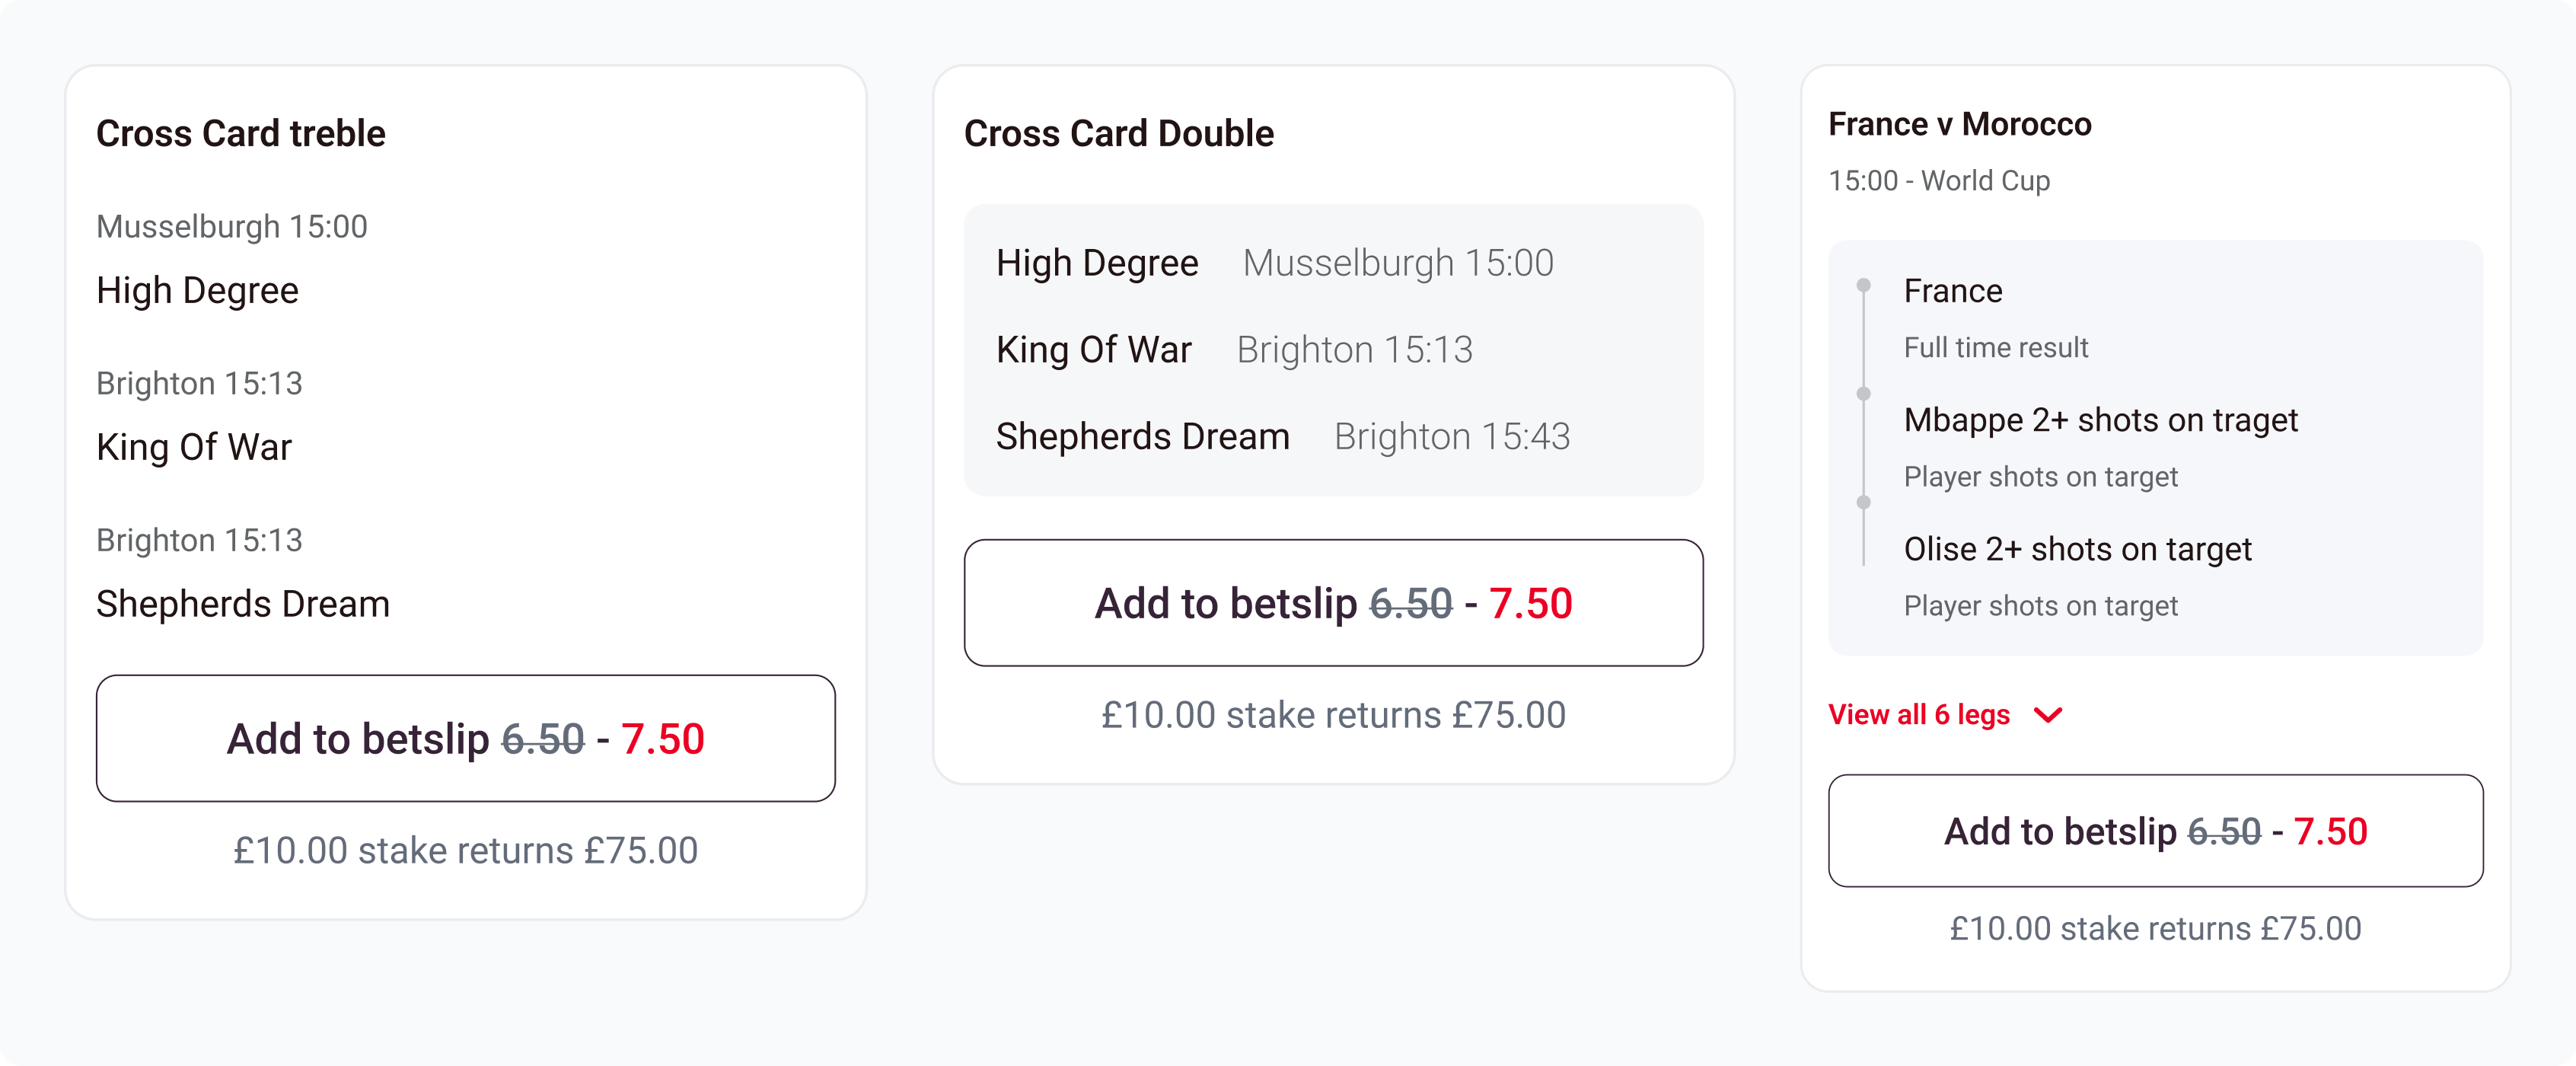 Cross Card treble
Musselburgh 15:00
High Degree
Brighton 15:13
King Of War
Brighton 15:13
Shepherds Dream
Add to betslip 6.50 - 7.50
£10.00 stake returns £75.00
Cross Card Double
High Degree Musselburgh 15:00
King Of War Brighton 15:13
Shepherds Dream Brighton 15:43
Add to betslip 6.50 - 7.50
£10.00 stake returns £75.00
France v Morocco
15:00 - World Cup
France
Full time result
Mbappe 2+ shots on traget
Player shots on target
Olise 2+ shots on target
Player shots on target
View all 6 legs
Add to betslip 6.50 - 7.50
£10.00 stake returns £75.00